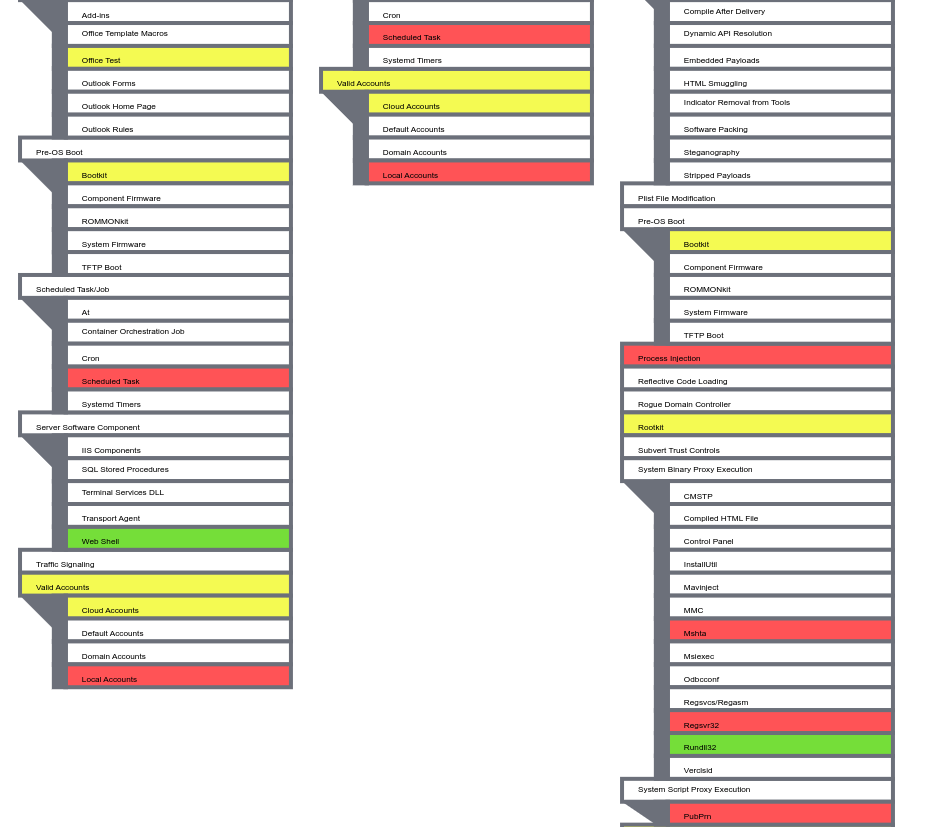 Add-ins
Office Template Macros
Office Test
Outlook Forms
Outlook Home Page
Outlook Rules
Pre-OS Boot
Bootkit
Component Firmware
ROMMONkit
System Firmware
TFTP Boot
Scheduled Task/Job
At
Container Orchestration Job
Cron
Scheduled Task
Systemd Timers
Server Software Component
IIS Components
SQL Stored Procedures
Terminal Services DLL
Transport Agent
Web Shell
Traffic Signaling
Valid Accounts
Cloud Accounts
Default Accounts
Domain Accounts
Local Accounts
Cron
Scheduled Task
Systemd Timers
Valid Accounts
Cloud Accounts
Default Accounts
Domain Accounts
Local Accounts
Compile After Delivery
Dynamic API Resolution
Embedded Payloads
HTML Smuggling
Indicator Removal from Tools
Software Packing
Steganography
Stripped Payloads
Plist File Modification
Pre-OS Boot
Bootkit
Component Firmware
ROMMONkit
System Firmware
TFTP Boot
Process Injection
Reflective Code Loading
Rogue Domain Controller
Rootkit
Subvert Trust Controls
System Binary Proxy Execution
CMSTP
Compiled HTML File
Control Panel
InstallUtil
Mavinject
MMC
Mshta
Msiexec
Odbcconf
Regsvcs/Regasm
Regsvr32
Rundll32
Verclsid
System Script Proxy Execution
PubPrn